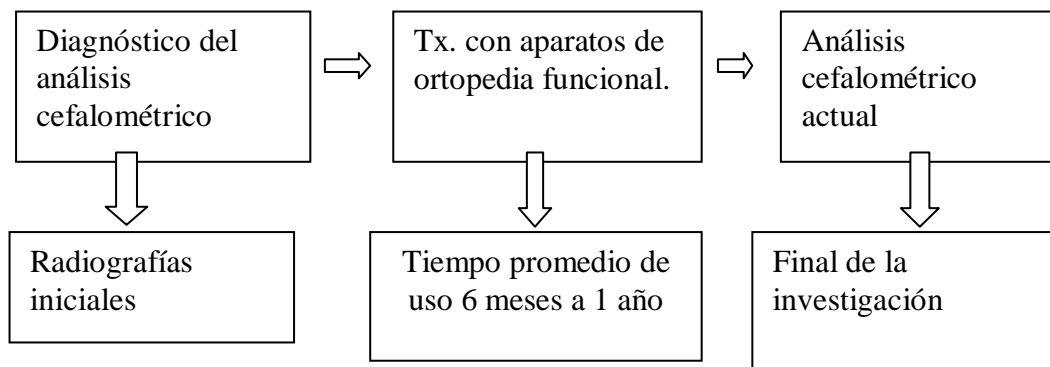 Diagnóstico del
análisis
cefalométrico
Tx. con aparatos de
ortopedia funcional.
Análisis
cefalométrico
actual
Radiografías
iniciales
Tiempo promedio de
uso 6 meses a 1 año
Final de la
investigación